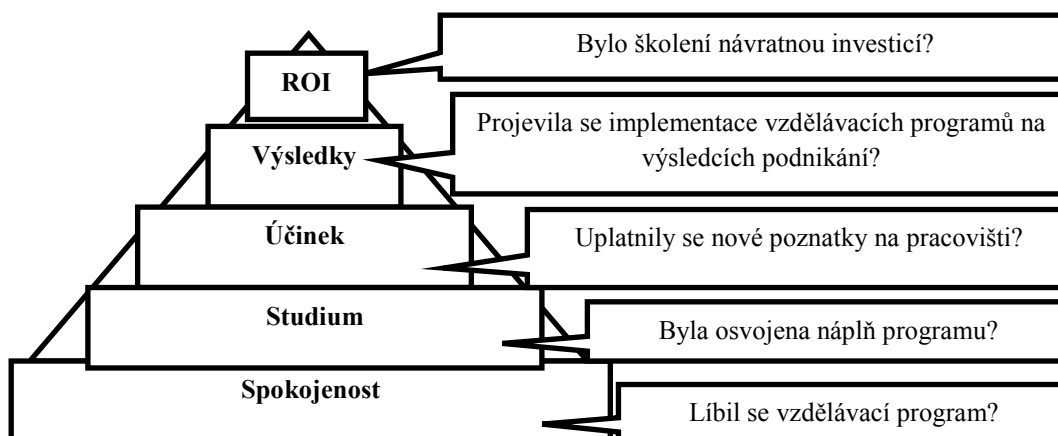 Bylo školení návratnou investicí?
ROI
Projevila se implementace vzdělávacích programů na
výsledcích podnikání?
Výsledky
Účinek
Uplatnily se nové poznatky na pracovišti?
Studium
Byla osvojena náplň programu?
Spokojenost
Líbil se vzdělávací program?